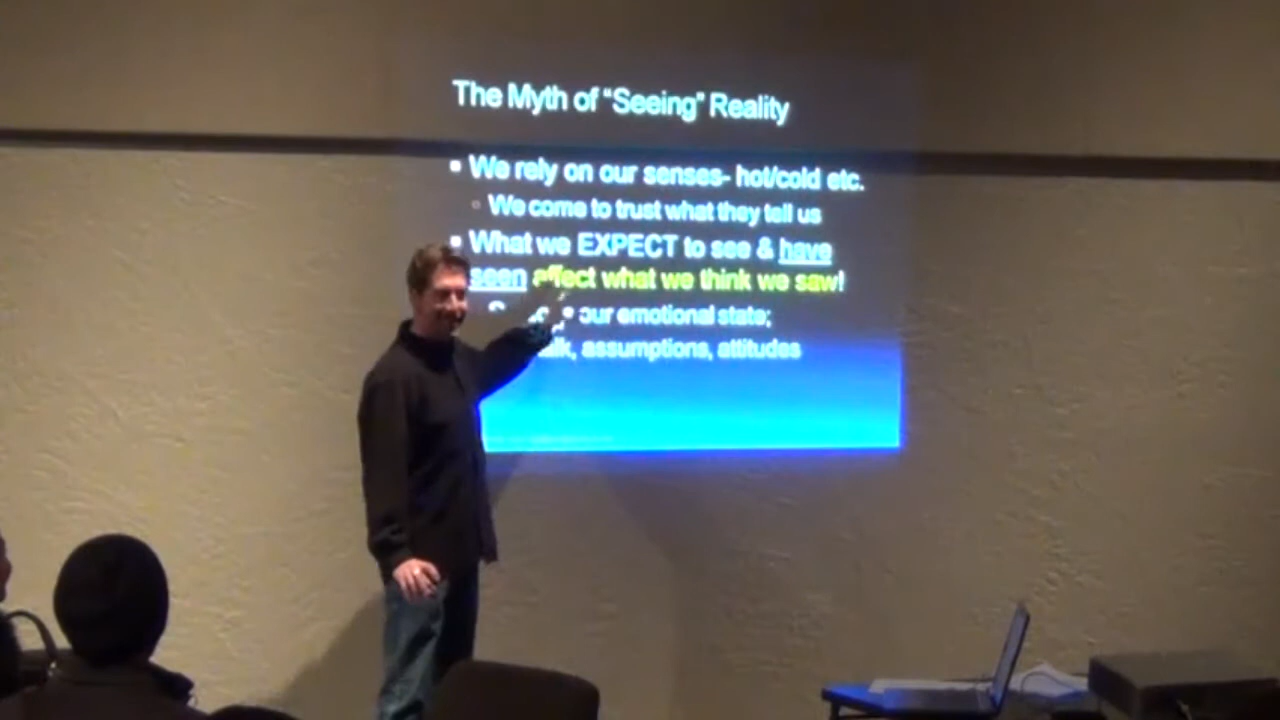 The Myth of “Seeing” Reality
▪ We rely on our senses- hot/cold etc.
◦ We come to trust what they tell us
▪ What we EXPECT to see & have
seen affect what we think we saw!
our emotional state;
assumptions, attitudes